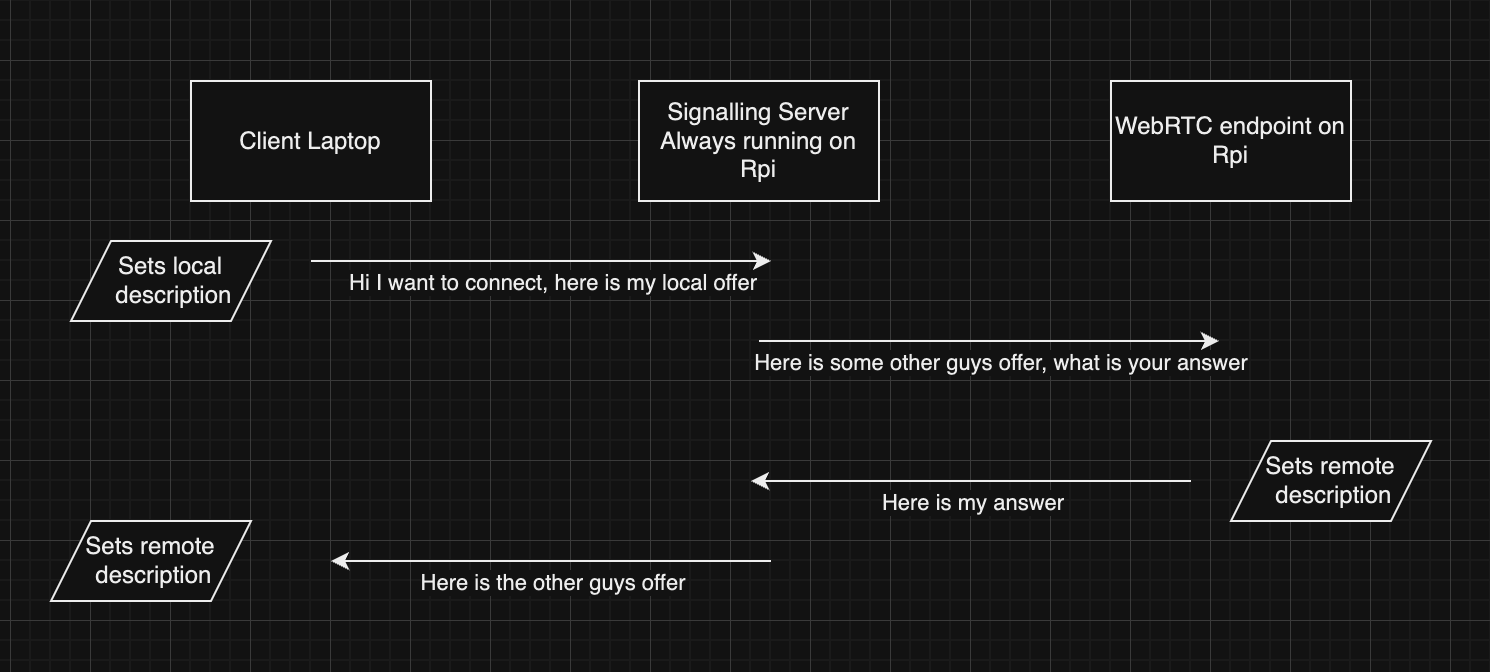 Client Laptop
Signalling Server
Always running on
Rpi
WebRTC endpoint on
Rpi
Sets local
description
Hi I want to connect, here is my local offer
Here is some other guys offer, what is your answer
Sets remote
description
Here is my answer
Sets remote
description
Here is the other guys offer